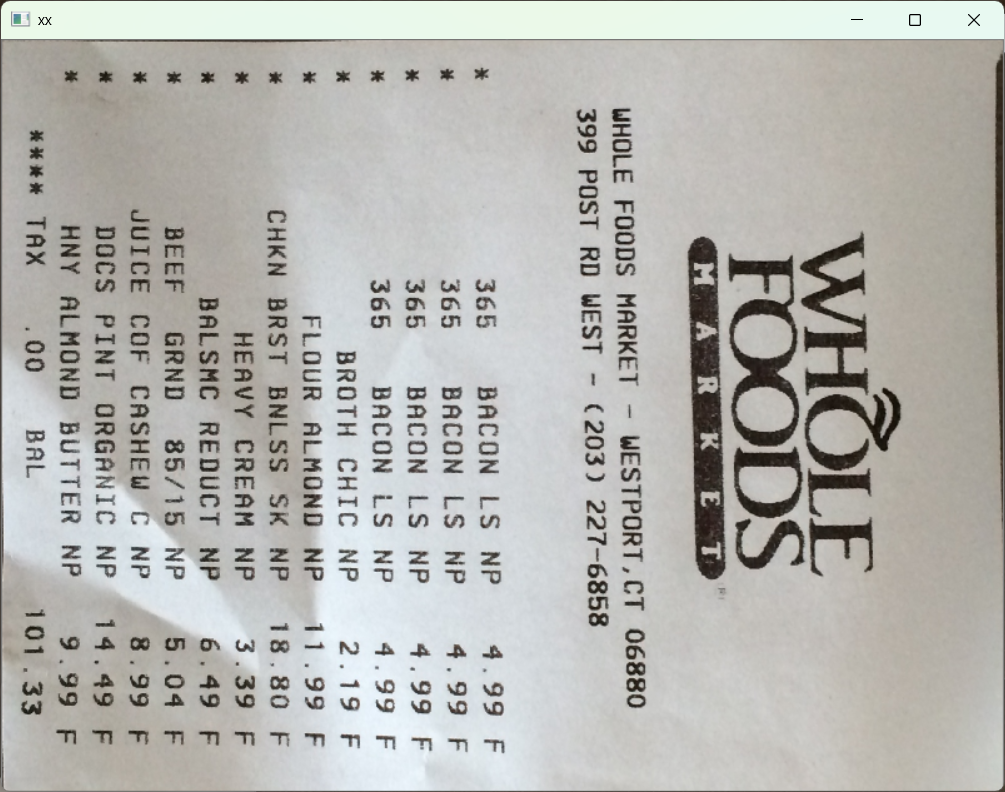 xx
WHOLE
FOODS
MARKET
WHOLE FOODS MARKET - WESTPORT,CT 06880
399 POST RD WEST - (203) 227-6858
* 365 BACON LS NP 4.99 F
* 365 BACON LS NP 4.99 F
* 365 BACON LS NP 4.99 F
* 365 BACON LS NP 4.99 F
* BROTH CHIC NP 2.19 F
* FLOUR ALMOND NP 11.99 F
* CHKN BRST BNLSS SK NP 18.80 F
* HEAVY CREAM NP 3.39 F
* BALSMC REDUCT NP 6.49 F
* BEEF GRND 85/15 NP 5.04 F
* JUICE COF CASHEW C NP 8.99 F
* DOCS PINT ORGANIC NP 14.49 F
* HNY ALMOND BUTTER NP 9.99 F
**** TAX .00 BAL 101.33